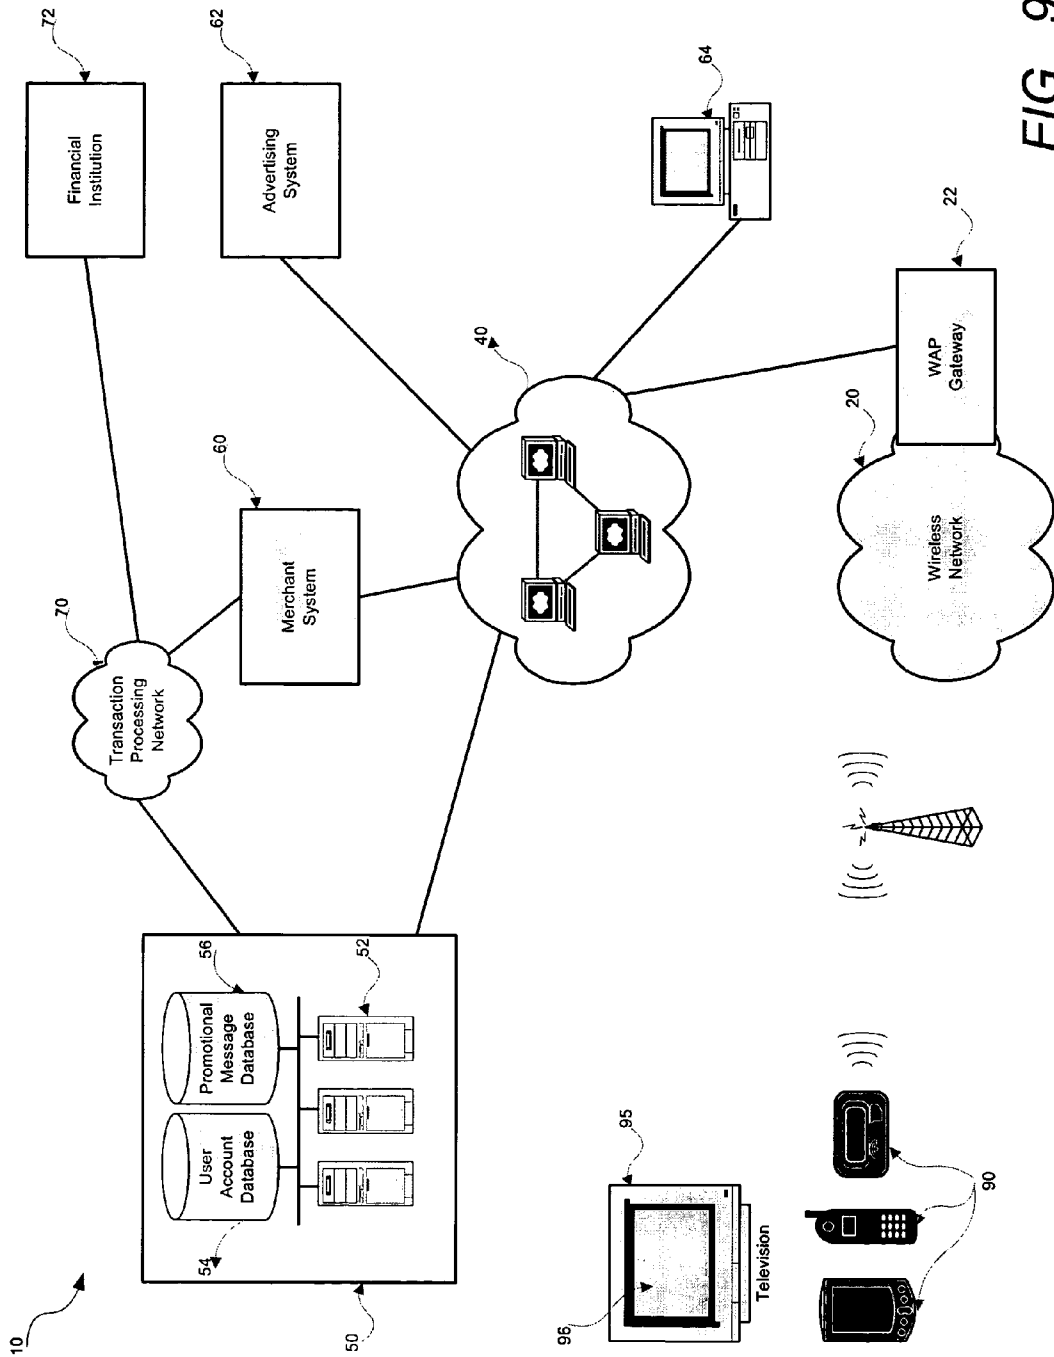 10
72
70
Financial
Institution
Transaction
Processing
Network
54
User
Account
Database
Promotional
Message
Database
56
62
60
Advertising
System
Merchant
System
50
52
40
96
95
64
Television
20
Wireless
Network
WAP
Gateway
22
90
FIG 9